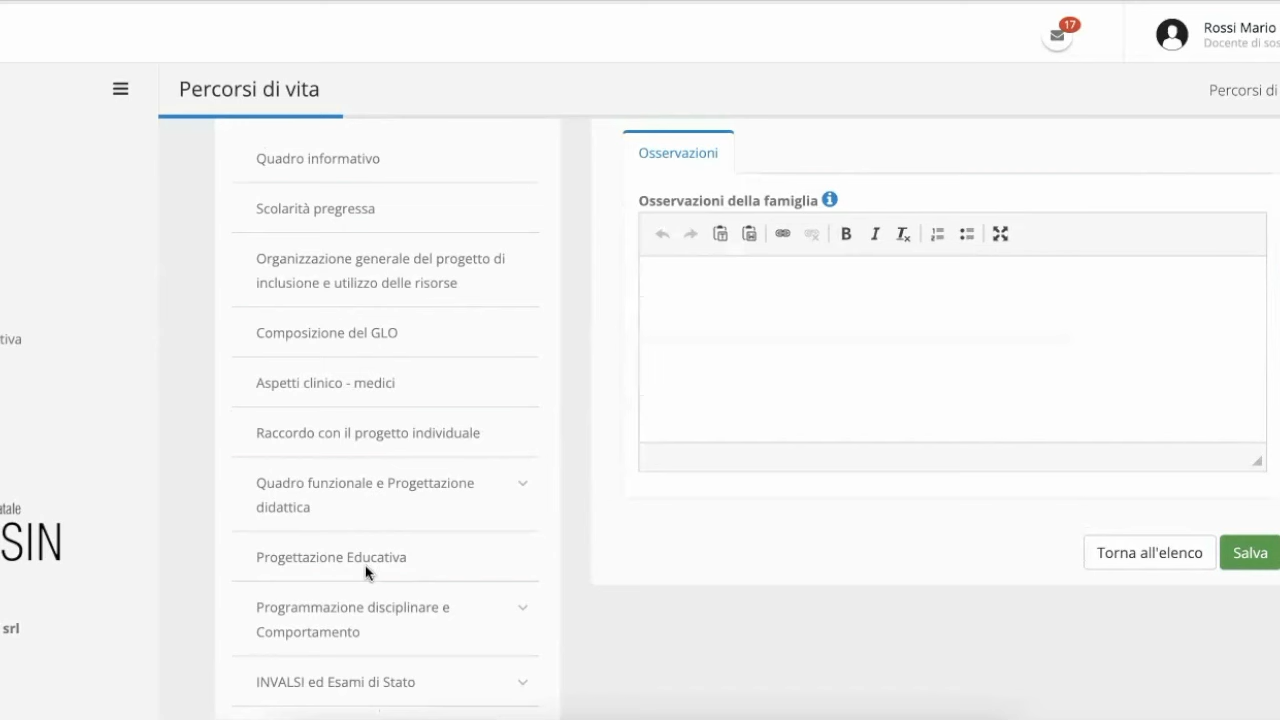 17
Rossi Mario
Docente di sos
Percorsi di vita
Percorsi di
Quadro informativo
Scolarità pregressa
Organizzazione generale del progetto di
inclusione e utilizzo delle risorse
Composizione del GLO
Aspetti clinico - medici
Raccordo con il progetto individuale
Quadro funzionale e Progettazione
didattica
Progettazione Educativa
Programmazione disciplinare e
Comportamento
INVALSI ed Esami di Stato
Osservazioni
Osservazioni della famiglia
B I Tx
Torna all'elenco
Salva
tiva
atale
SIN
srl